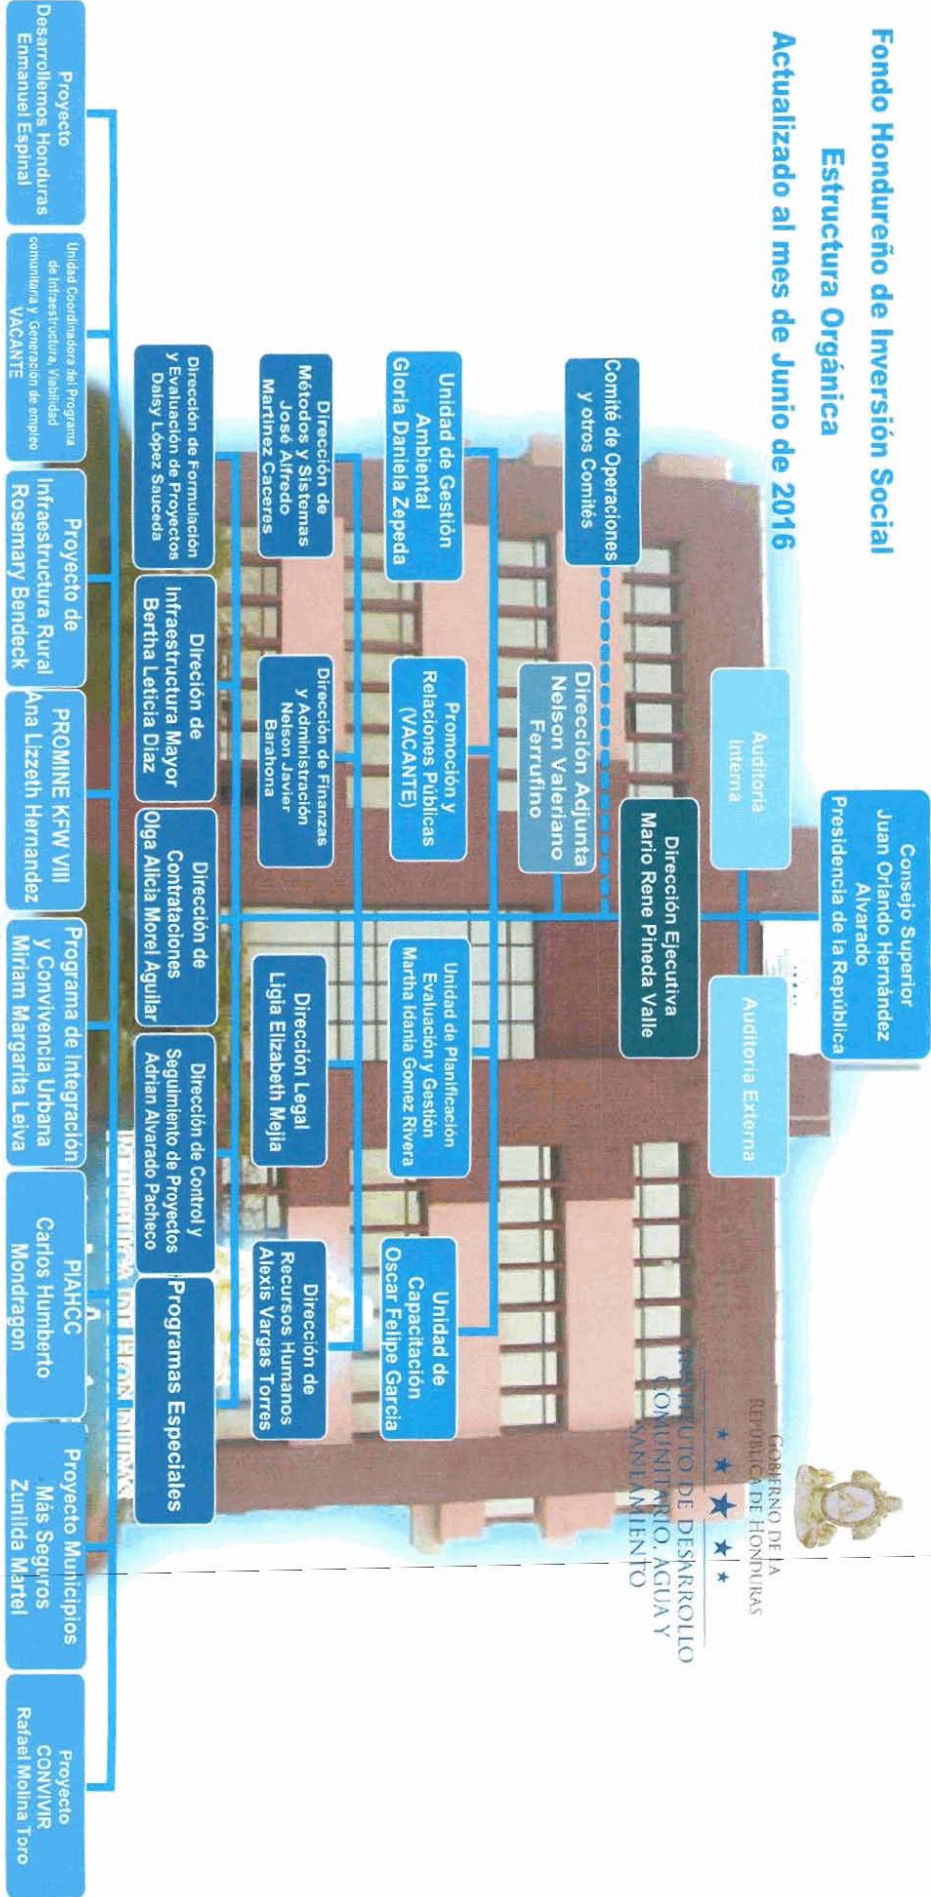 Fondo Hondureño de Inversión Social
Estructura Orgánica
Actualizado al mes de Junio de 2016
GOBIERNO DE LA
REPÚBLICA DE HONDURAS
INSTITUTO DE DESARROLLO
COMUNITARIO, AGUA Y
SANEAMIENTO
Consejo Superior
Juan Orlando Hernández
Alvarado
Presidencia de la República
Auditoria
Interna
Auditoria Externa
Dirección Ejecutiva
Mario Rene Pineda Valle
Comité de Operaciones
y otros Comités
Dirección Adjunta
Nelson Valeriano
Ferrufino
Unidad de Gestión
Ambiental
Gloria Daniela Zepeda
Promoción y
Relaciones Públicas
(VACANTE)
Unidad de Planificación
Evaluación y Gestión
Martha Idania Gomez Rivera
Unidad de
Capacitación
Oscar Felipe Garcia
Dirección de
Métodos y Sistemas
José Alfredo
Martinez Caceres
Dirección de Finanzas
y Administración
Nelson Javier
Barahona
Dirección Legal
Ligia Elizabeth Mejia
Dirección de
Recursos Humanos
Alexis Vargas Torres
Dirección de Formulación
y Evaluación de Proyectos
Daisy López Sauceda
Direción de
Infraestructura Mayor
Bertha Leticia Diaz
Dirección de
Contrataciones
Olga Alicia Morel Aguilar
Dirección de Control y
Seguimiento de Proyectos
Adrian Alvarado Pacheco
Programas Especiales
Proyecto
Desarrollemos Honduras
Enmanuel Espinal
Unidad Coordinadora del Programa
de Infraestructura, Viabilidad
comunitaria y Generación de empleo
VACANTE
Proyecto de
Infraestructura Rural
Rosemary Bendeck
PROMINE KFW VIII
Ana Lizzeth Hernandez
Programa de Integración
y Convivencia Urbana
Miriam Margarita Leiva
PIAHCC
Carlos Humberto
Mondragon
Proyecto Municipios
Más Seguros
Zunilda Martel
Proyecto
CONVIVIR
Rafael Molina Toro